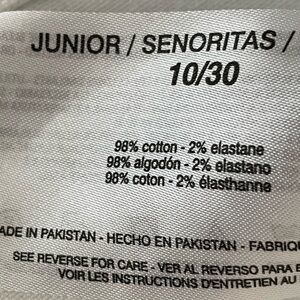 JUNIOR / SENORITAS /
10/30
98% cotton - 2% elastane
98% algodón - 2% elastano
98% coton - 2% élasthanne
MADE IN PAKISTAN - HECHO EN PAKISTAN - FABRIQU
SEE REVERSE FOR CARE - VER AL REVERSO PARA
VOIR LES INSTRUCTIONS D'ENTRETIEN AU